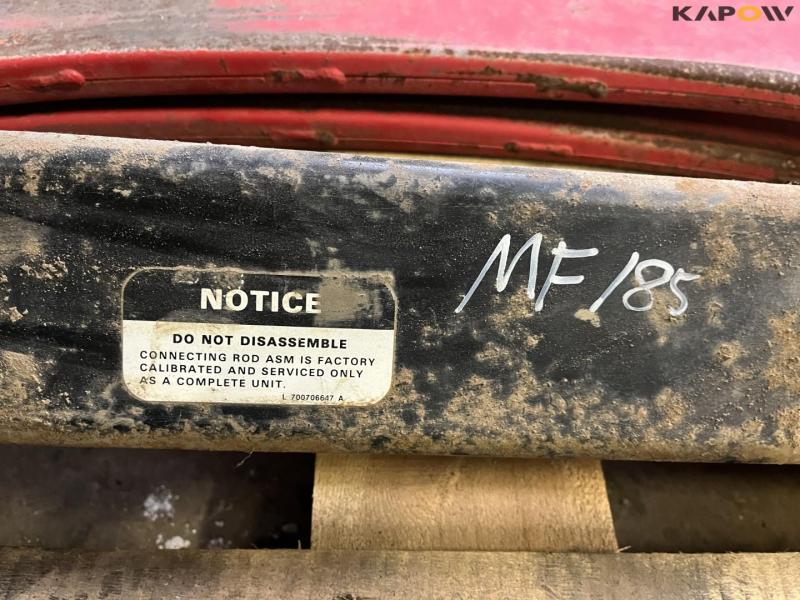 KAPOW
MF 185
NOTICE
DO NOT DISASSEMBLE
CONNECTING ROD ASM IS FACTORY
CALIBRATED AND SERVICED ONLY
AS A COMPLETE UNIT.
L 700706647 A